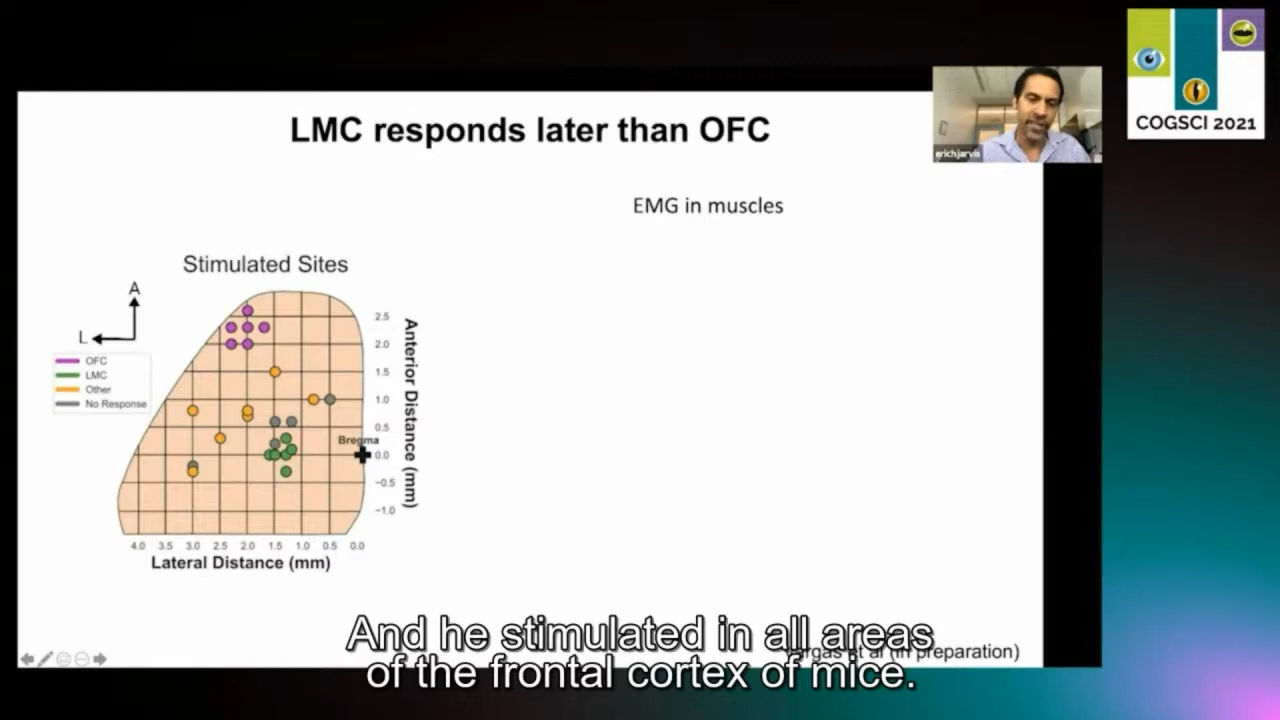 COGSCI 2021
LMC responds later than OFC
erichjarvis
EMG in muscles
Stimulated Sites
A
L
OFC
LMC
Other
No Response
2.5
2.0
1.5
1.0
0.5
Bregma
0.0
−0.5
−1.0
Anterior Distance (mm)
4.0 3.5 3.0 2.5 2.0 1.5 1.0 0.5 0.0
Lateral Distance (mm)
And he stimulated in all areas
of the frontal cortex of mice.
et al (in preparation)